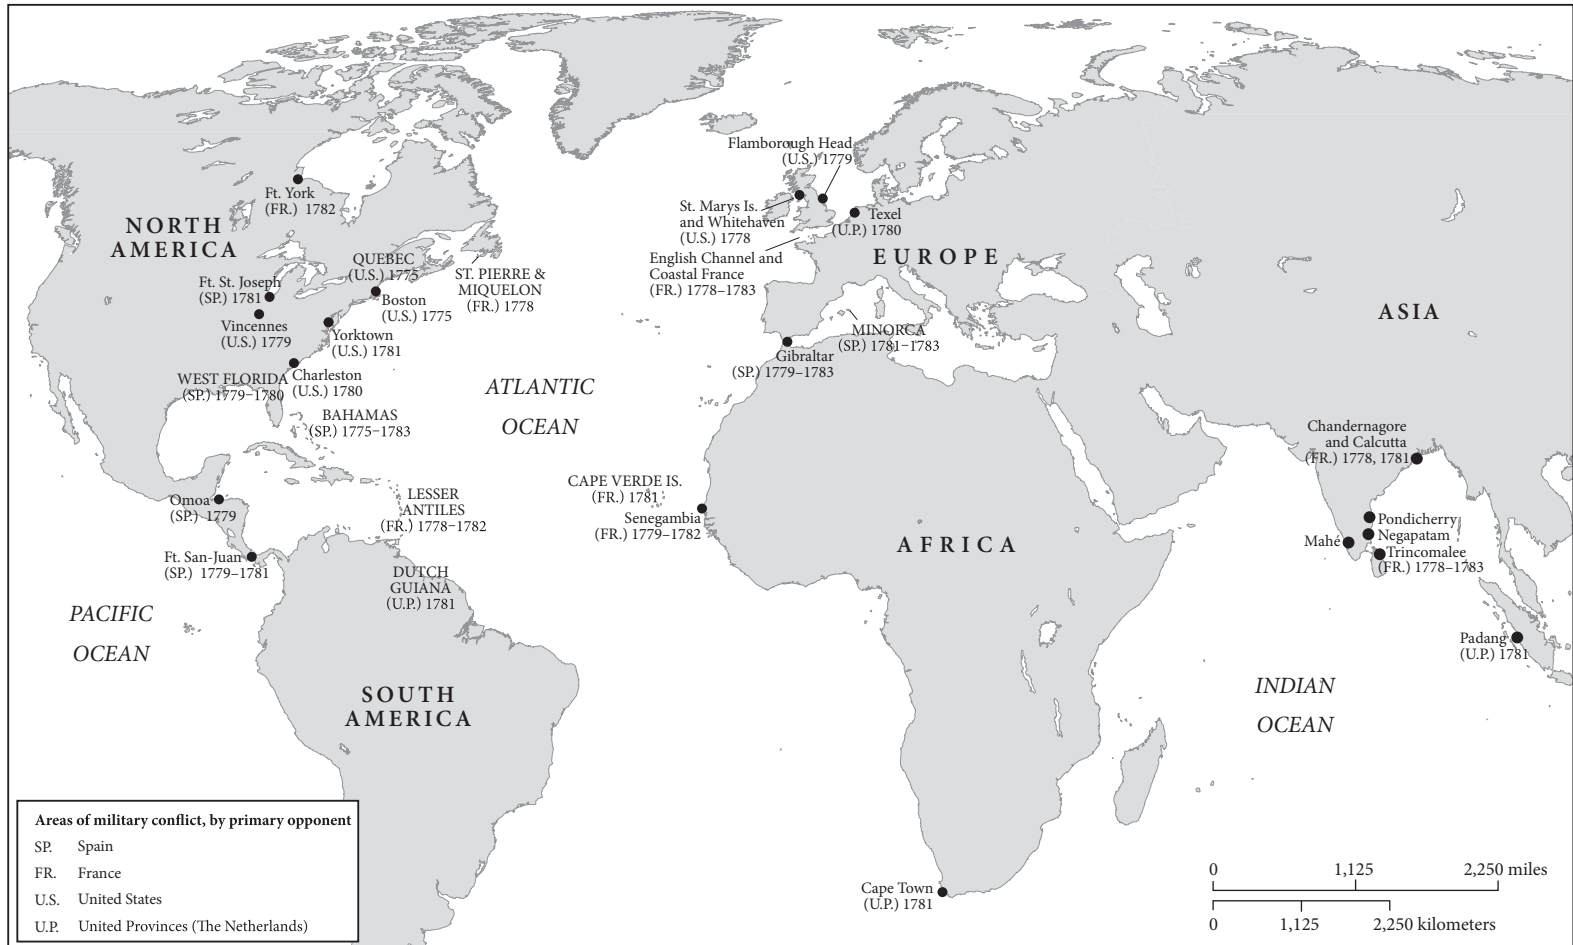 Flamborough Head
(U.S.) 1779
Ft. York
(FR.) 1782
St. Marys Is.
and Whitehaven
(U.S.) 1778
Texel
(U.P.) 1780
NORTH
AMERICA
EUROPE
English Channel and
Coastal France
(FR.) 1778–1783
QUEBEC
(U.S.) 1775
ST. PIERRE &
MIQUELON
(FR.) 1778
Ft. St. Joseph
(SP.) 1781
Boston
(U.S.) 1775
ASIA
Vincennes
(U.S.) 1779
Yorktown
(U.S.) 1781
MINORCA
(SP.) 1781–1783
Gibraltar
(SP.) 1779–1783
WEST FLORIDA
(SP.) 1779–1780
Charleston
(U.S.) 1780
ATLANTIC
OCEAN
BAHAMAS
(SP.) 1775–1783
Chandernagore
and Calcutta
(FR.) 1778, 1781
CAPE VERDE IS.
(FR.) 1781
Omoa
(SP.) 1779
LESSER
ANTILES
(FR.) 1778–1782
Senegambia
(FR.) 1779–1782
Pondicherry
Negapatam
Mahé
Trincomalee
(FR.) 1778–1783
AFRICA
Ft. San-Juan
(SP.) 1779–1781
DUTCH
GUIANA
(U.P.) 1781
PACIFIC
OCEAN
Padang
(U.P.) 1781
SOUTH
AMERICA
INDIAN
OCEAN
Areas of military conflict, by primary opponent
SP. Spain
FR. France
U.S. United States
U.P. United Provinces (The Netherlands)
Cape Town
(U.P.) 1781
0 1,125 2,250 miles
0 1,125 2,250 kilometers